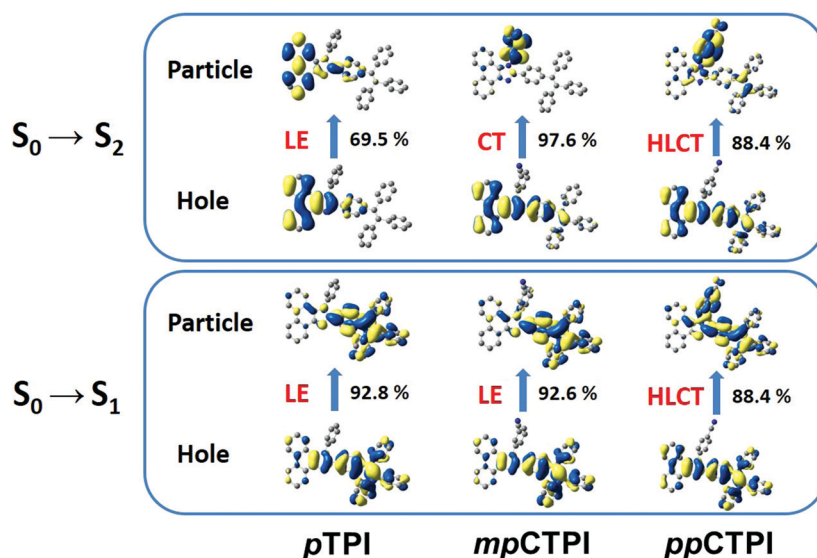 Particle
S0 → S2
LE 69.5 % CT 97.6 % HLCT 88.4 %
Hole
Particle
S0 → S1
LE 92.8 % LE 92.6 % HLCT 88.4 %
Hole
pTPI mpCTPI ppCTPI